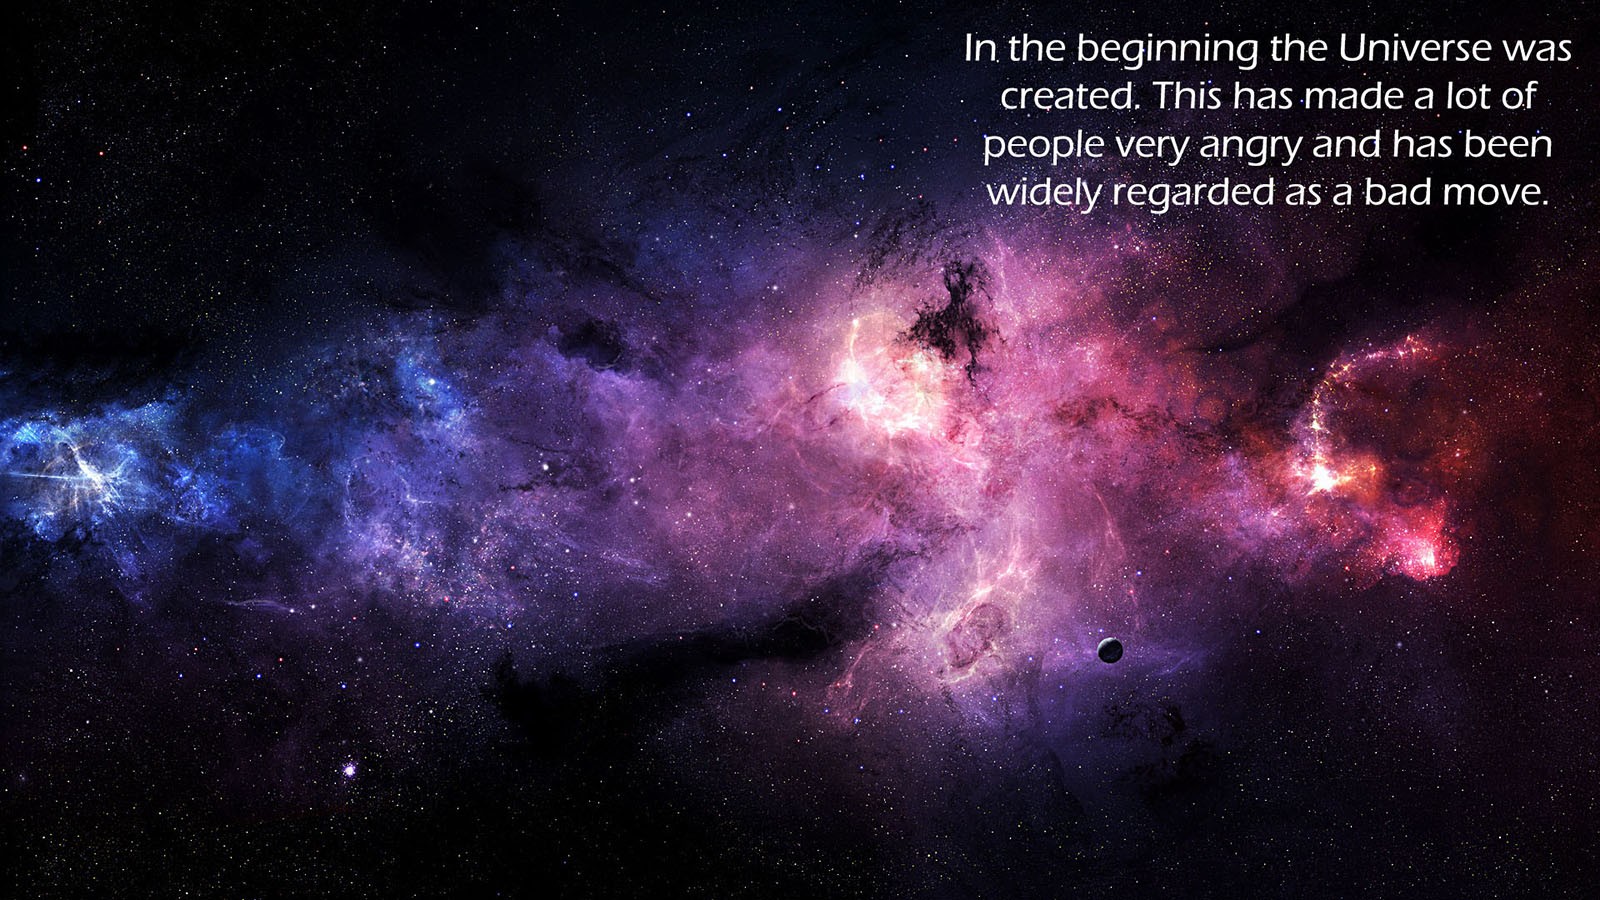 In the beginning the Universe was
created. This has made a lot of
people very angry and has been
widely regarded as a bad move.